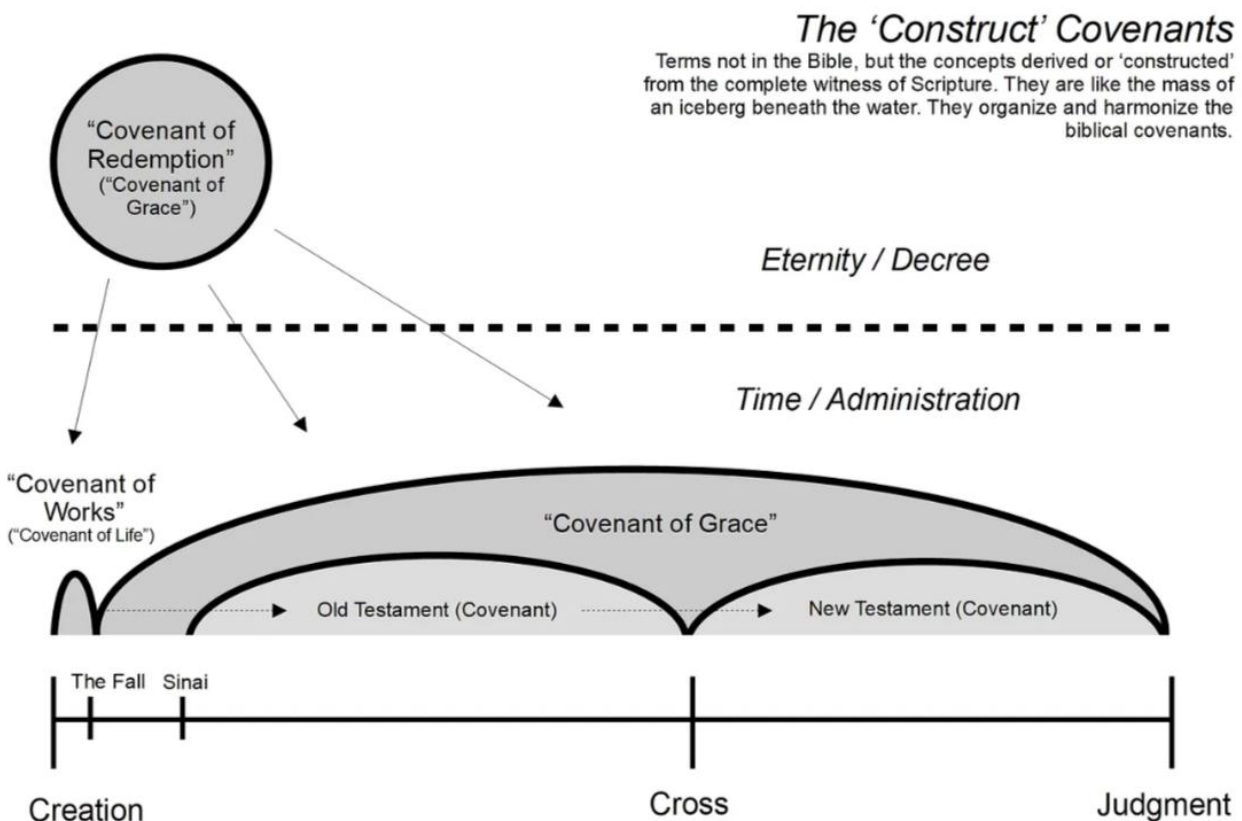 The ‘Construct’ Covenants
Terms not in the Bible, but the concepts derived or ‘constructed’
from the complete witness of Scripture. They are like the mass of
an iceberg beneath the water. They organize and harmonize the
biblical covenants.
“Covenant of
Redemption”
(“Covenant of
Grace”)
Eternity / Decree
Time / Administration
“Covenant of
Works”
(“Covenant of Life”)
“Covenant of Grace”
Old Testament (Covenant)
New Testament (Covenant)
The Fall
Sinai
Creation
Cross
Judgment